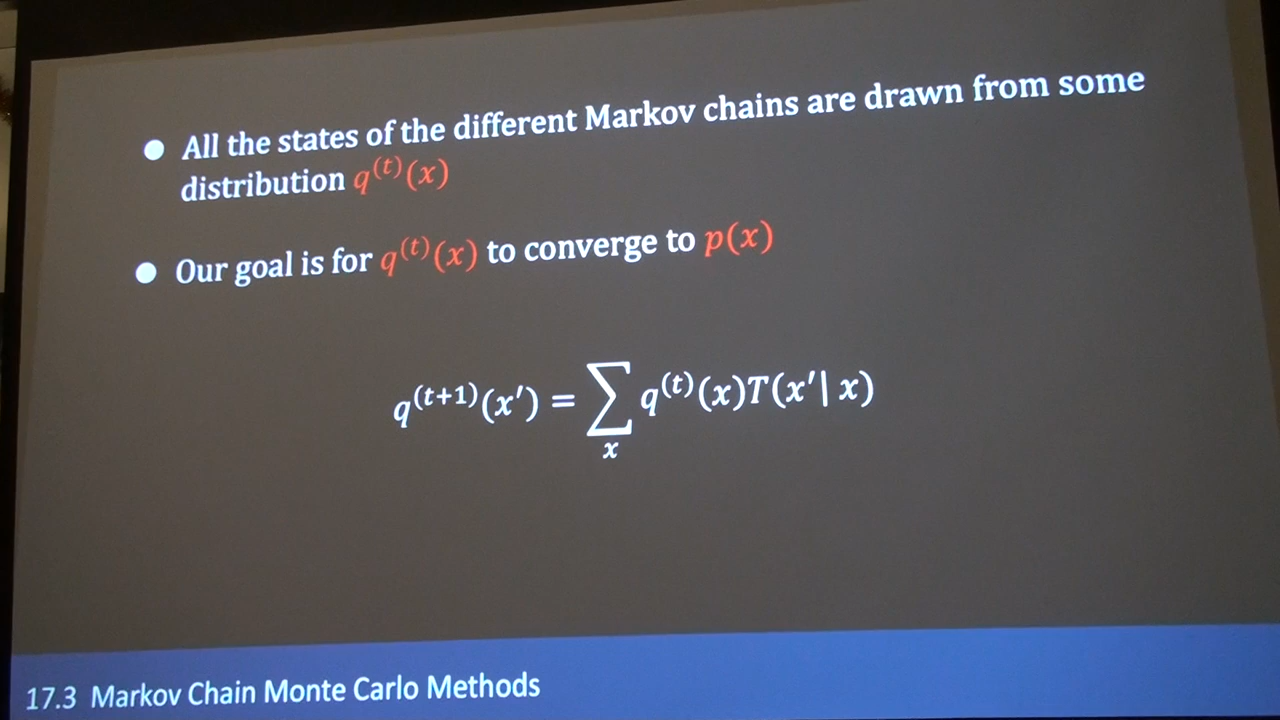 ● All the states of the different Markov chains are drawn from some
distribution q^(t)(x)
● Our goal is for q^(t)(x) to converge to p(x)
q^(t+1)(x′) = ∑_x q^(t)(x)T(x′| x)
17.3 Markov Chain Monte Carlo Methods